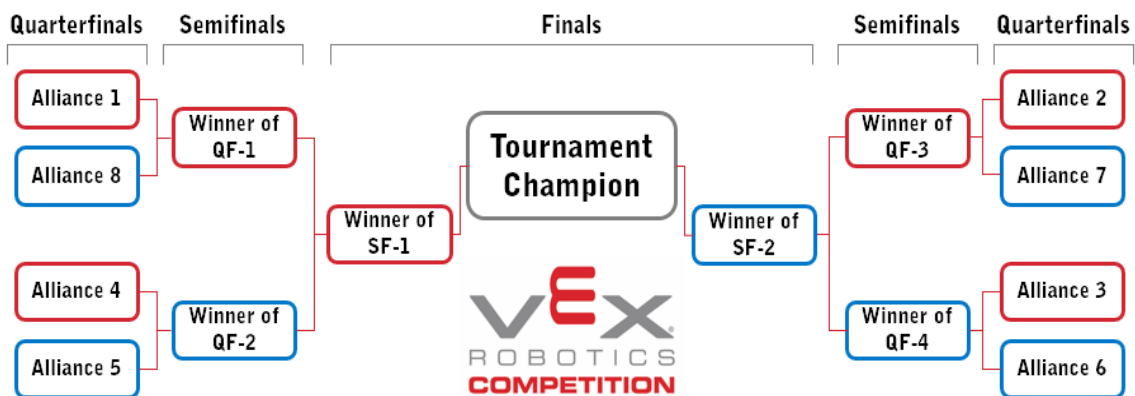 Quarterfinals
Semifinals
Finals
Semifinals
Quarterfinals
Alliance 1
Alliance 8
Winner of
QF-1
Alliance 4
Alliance 5
Winner of
QF-2
Winner of
SF-1
Tournament
Champion
Winner of
SF-2
Winner of
QF-3
Alliance 2
Alliance 7
Winner of
QF-4
Alliance 3
Alliance 6
VEX
ROBOTICS
COMPETITION